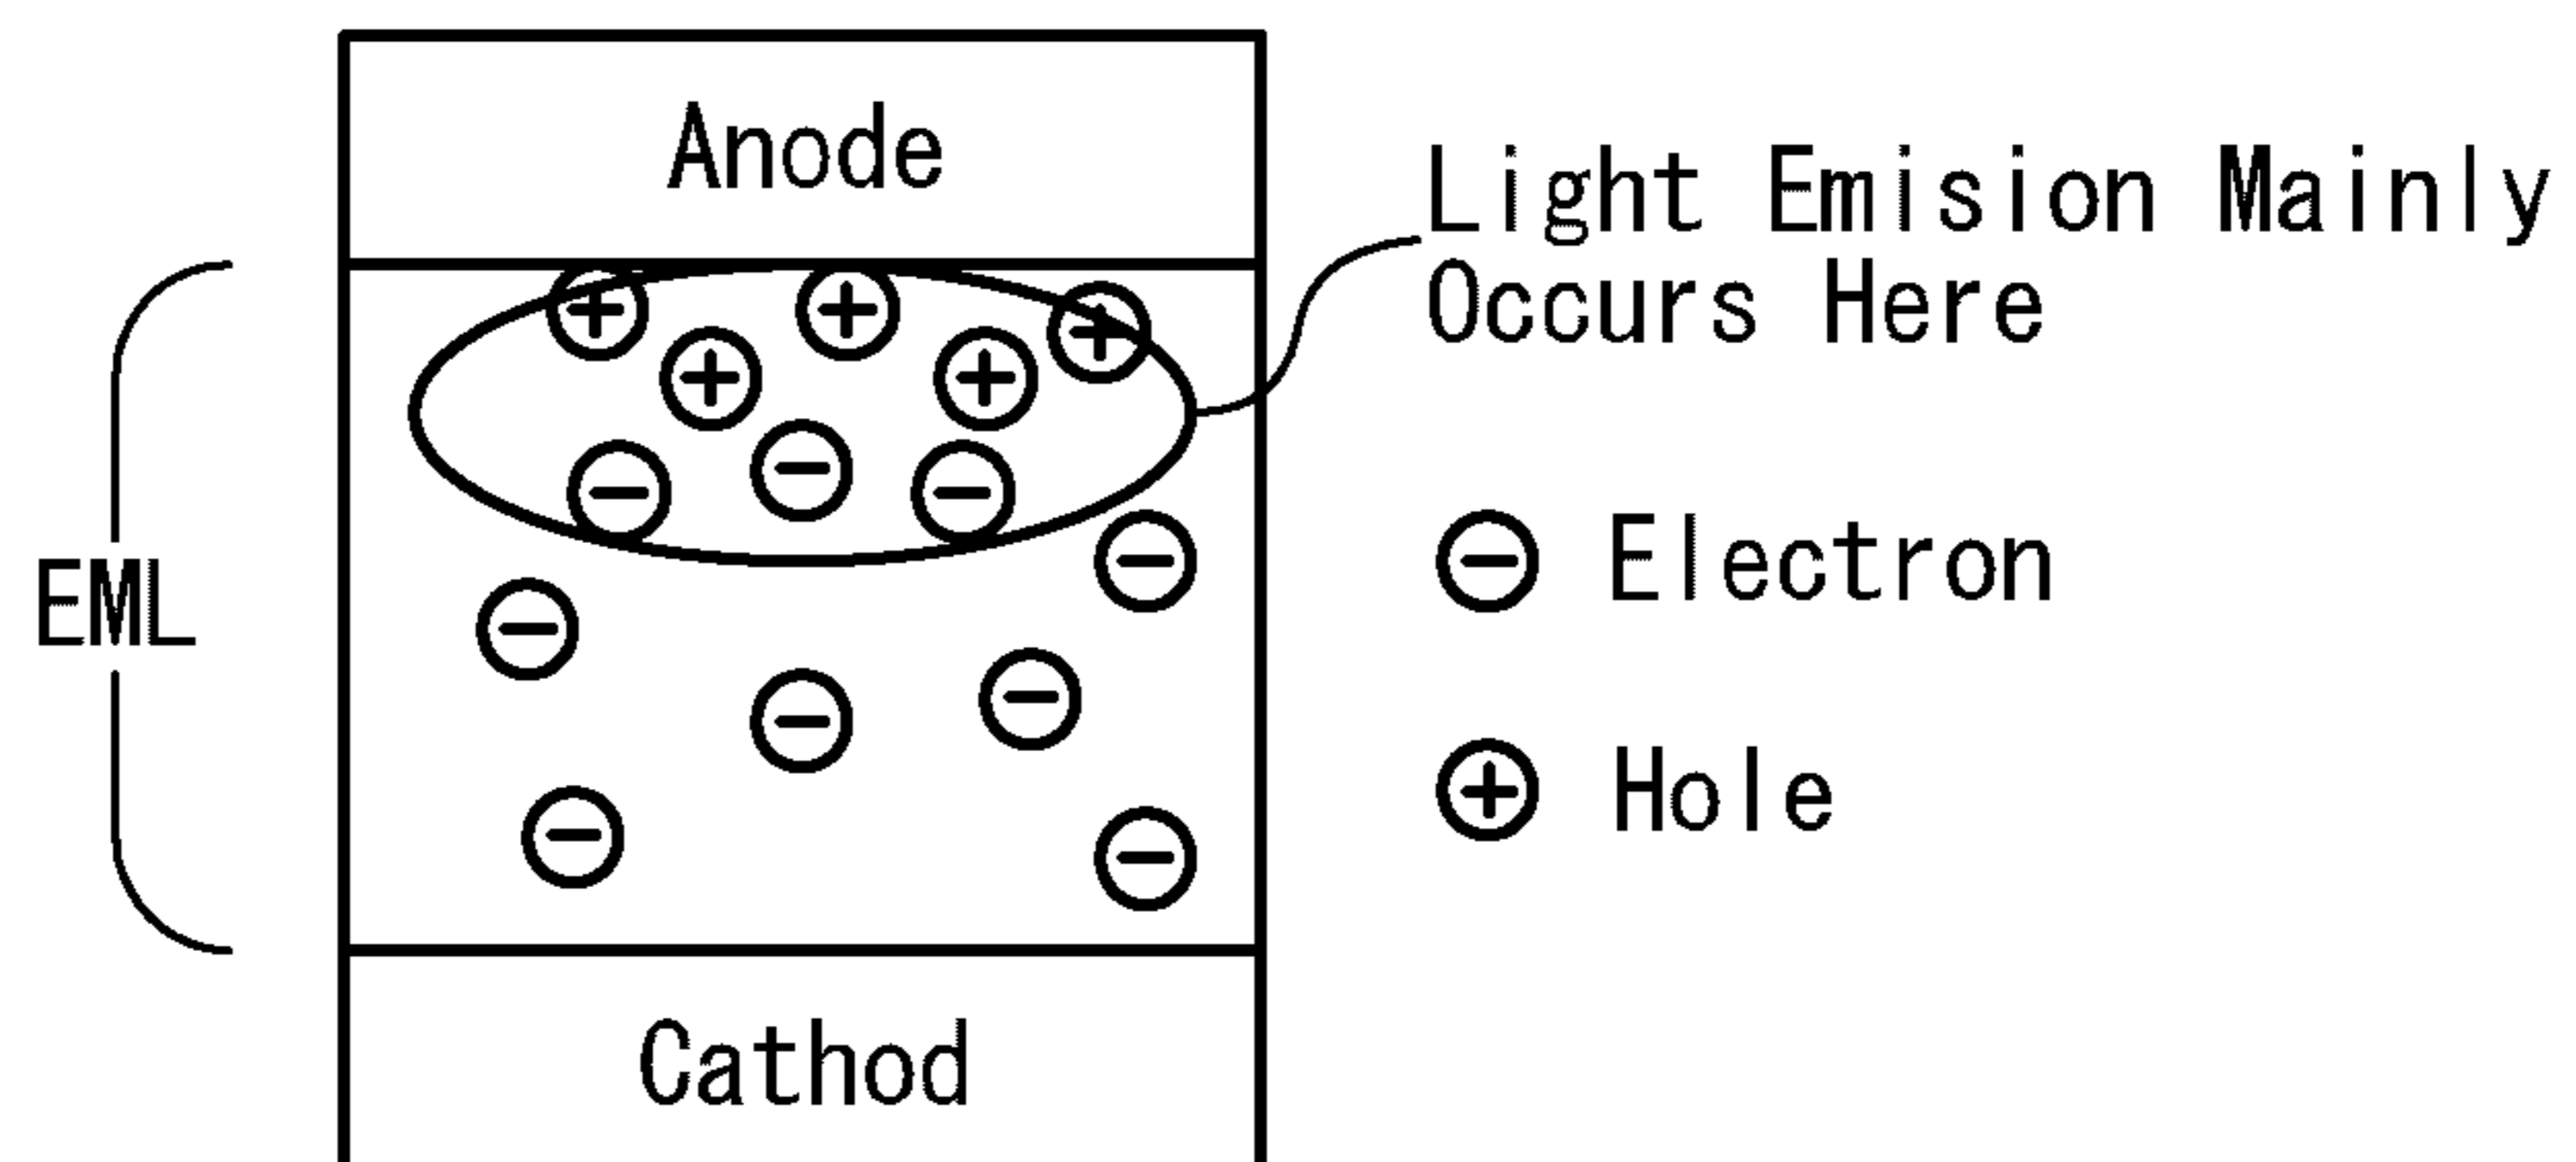 Anode
Light Emision Mainly
Occurs Here
EML
Electron
Hole
Cathod